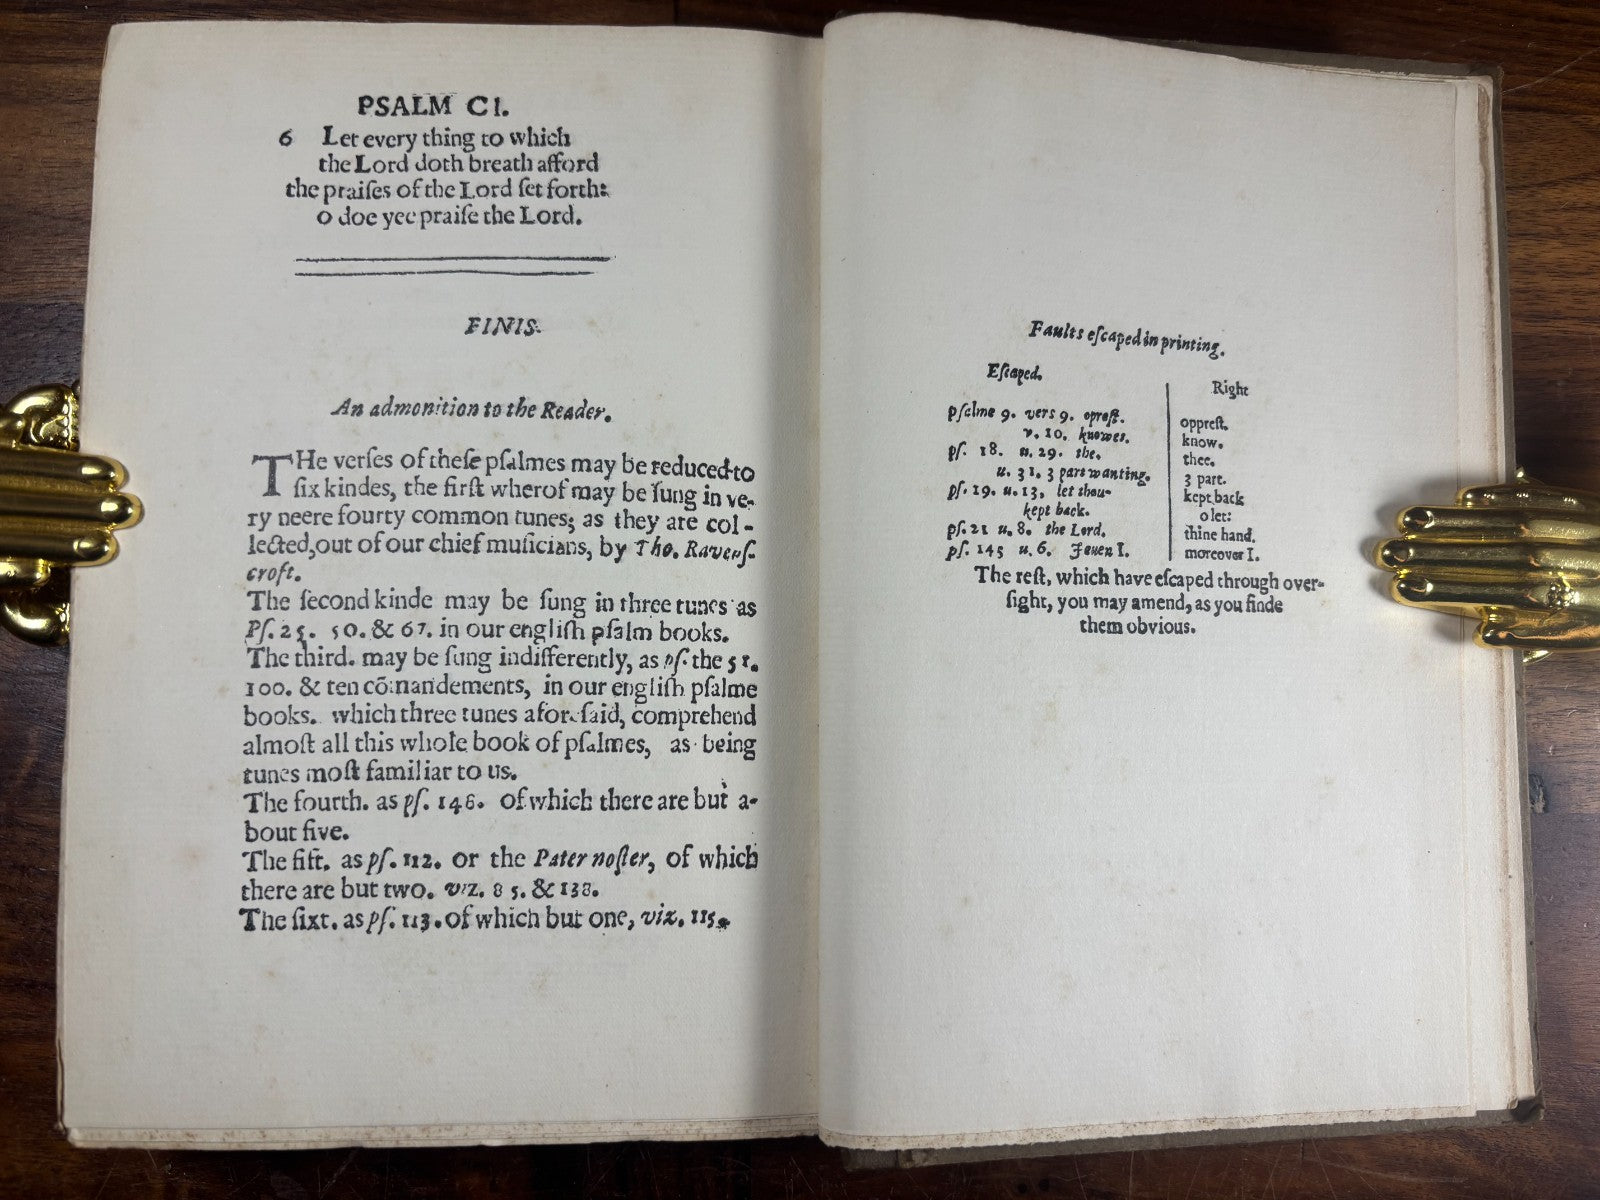 PSALM CI.
6 Let every thing to which
the Lord doth breath afford
the praiſes of the Lord ſet forth:
o doe yee praiſe the Lord.
FINIS.
An admonition to the Reader.
THe verſes of theſe pſalmes may be reduced to
ſix kindes, the firſt wherof may be ſung in ve-
ry neere fourty common tunes; as they are col-
lected, out of our chief muſicians, by Tho. Ravenſ-
croft.
The ſecond kinde may be ſung in three tunes as
Pſ. 25. 50. & 67. in our engliſh pſalm books.
The third. may be ſung indifferently, as pſ. the 51.
100. & ten cõmandements, in our engliſh pſalme
books. which three tunes aforeſaid, comprehend
almoſt all this whole book of pſalmes, as being
tunes moſt familiar to us.
The fourth. as pſ. 148. of which there are but a-
bout five.
The fift. as pſ. 112. or the Pater noſter, of which
there are but two. viz. 85. & 138.
The ſixt. as pſ. 113. of which but one, viz. 115.
Faults eſcaped in printing.
Eſcaped. Right
pſalme 9. vers 9. opreſt. oppreſt.
v. 10. knowes. know.
pſ. 18. u. 29. the. thee.
u. 31. 3 part wanting. 3 part.
pſ. 19. u. 13. let thou- kept back
kept back. o let:
pſ. 21 u. 8. the Lord. thine hand.
pſ. 145 u. 6. I even I. moreover I.
The reſt, which have eſcaped through over-
ſight, you may amend, as you finde
them obvious.